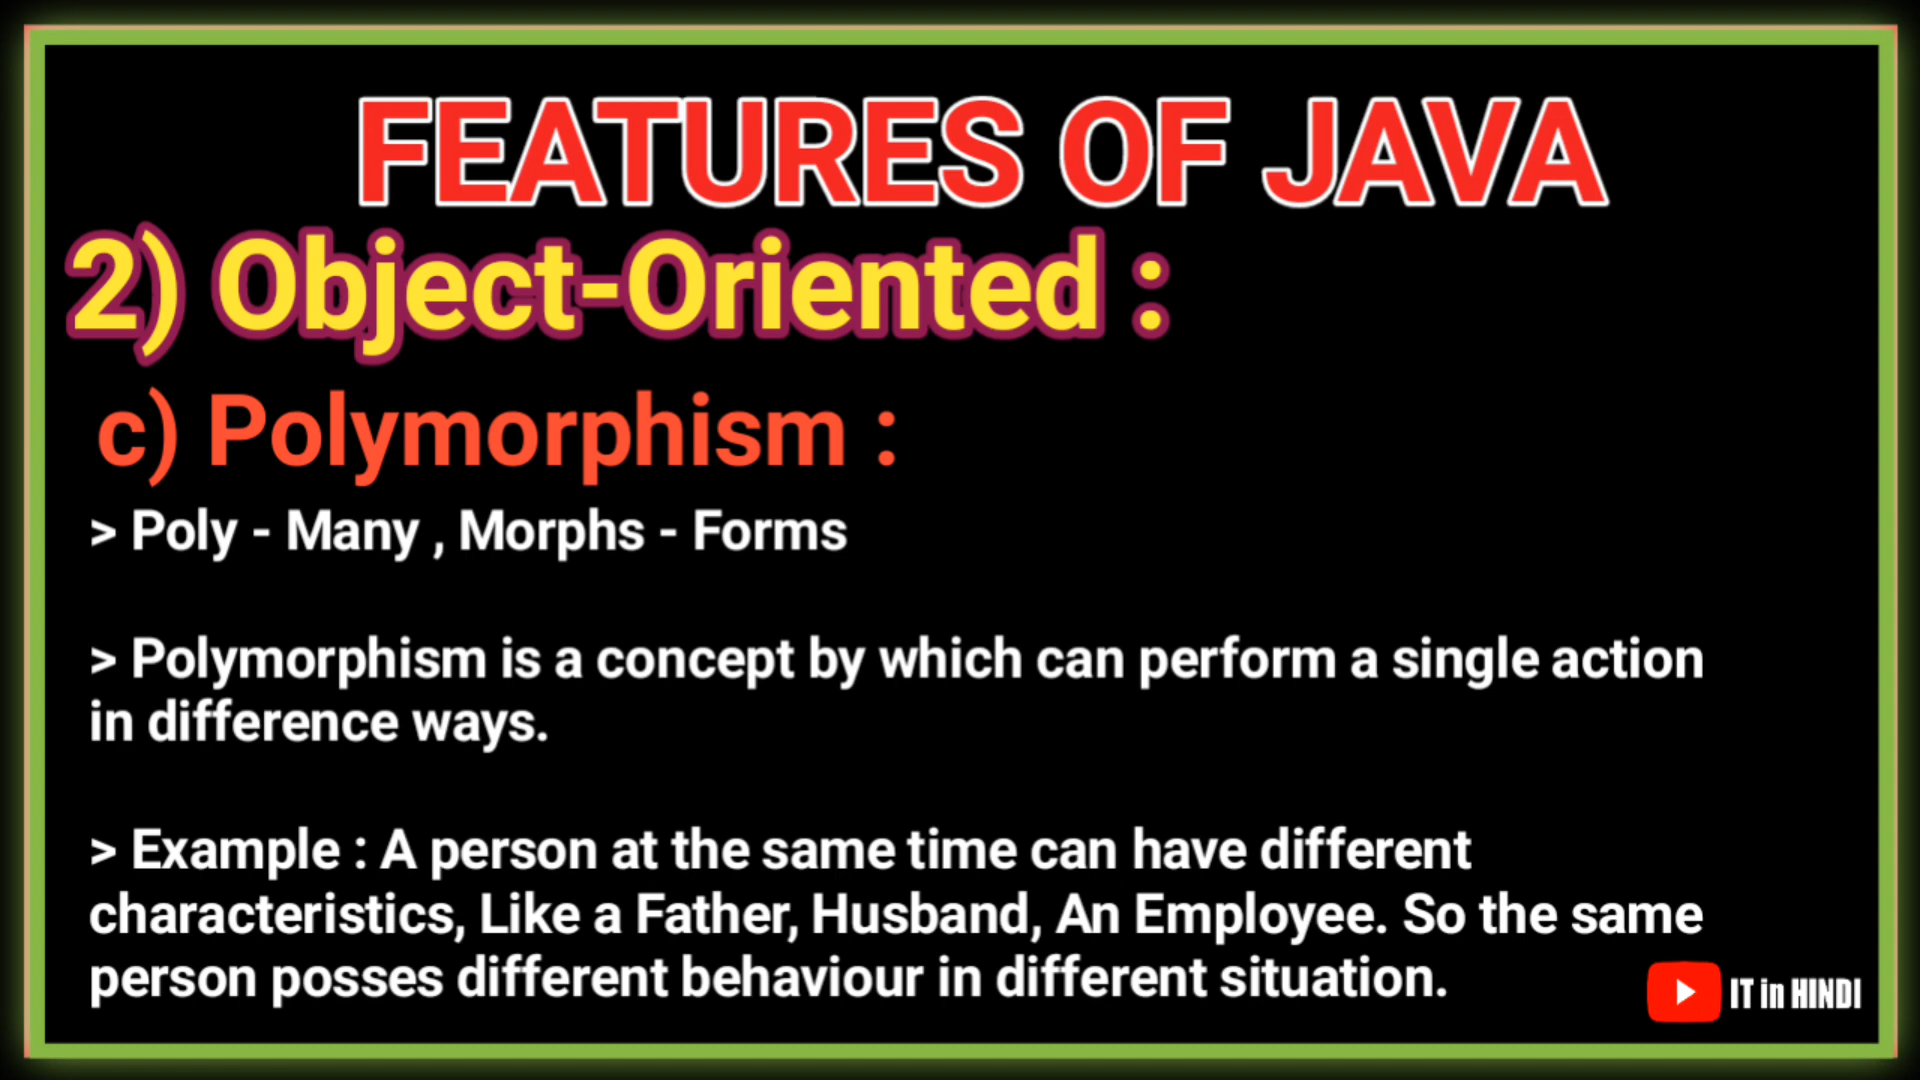 FEATURES OF JAVA
2) Object-Oriented :
c) Polymorphism :
> Poly - Many , Morphs - Forms
> Polymorphism is a concept by which can perform a single action
in difference ways.
> Example : A person at the same time can have different
characteristics, Like a Father, Husband, An Employee. So the same
person posses different behaviour in different situation.
IT in HINDI